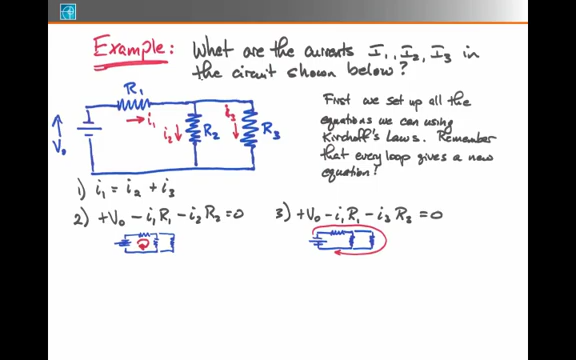 Example: What are the currents I1, I2, I3 in
the circuit shown below?
R1
i1
i2
R2
i3
R3
V0
First we set up all the
equations we can using
Kirchoff's Laws. Remember
that every loop gives a new
equation!
1) i1 = i2 + i3
2) +V0 - i1R1 - i2R2 = 0
3) +V0 - i1R1 - i3R3 = 0